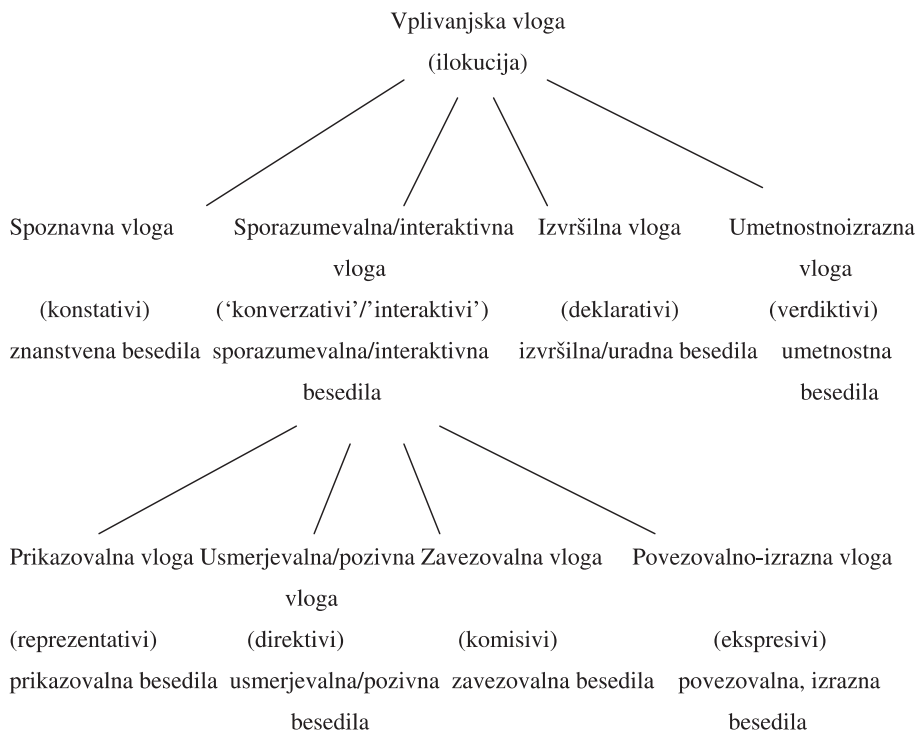 Vplivanjska vloga
(ilokucija)
Spoznavna vloga Sporazumevalna/interaktivna Izvršilna vloga Umetnostnoizrazna
vloga vloga
(konstativi) (‘konverzativi’/’interaktivi’) (deklarativi) (verdiktivi)
znanstvena besedila sporazumevalna/interaktivna izvršilna/uradna besedila umetnostna
besedila besedila
Prikazovalna vloga Usmerjevalna/pozivna Zavezovalna vloga Povezovalno-izrazna vloga
vloga
(reprezentativi) (direktivi) (komisivi) (ekspresivi)
prikazovalna besedila usmerjevalna/pozivna zavezovalna besedila povezovalna, izrazna
besedila besedila